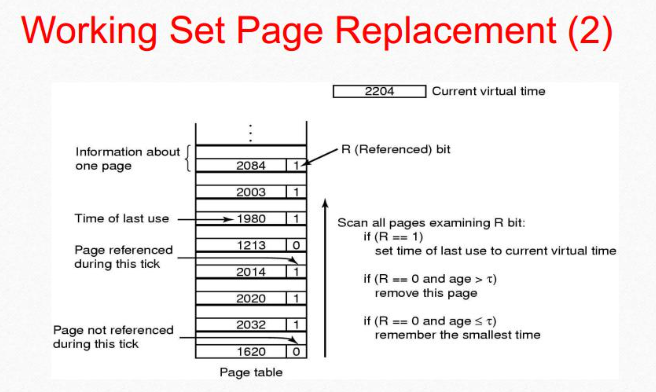 Working Set Page Replacement (2)
2204 Current virtual time
Information about
one page
2084 1
R (Referenced) bit
2003 1
Time of last use
1980 1
1213 0
Page referenced
during this tick
2014 1
2020 1
2032 1
Page not referenced
during this tick
1620 0
Page table
Scan all pages examining R bit:
if (R == 1)
set time of last use to current virtual time
if (R == 0 and age > τ)
remove this page
if (R == 0 and age ≤ τ)
remember the smallest time